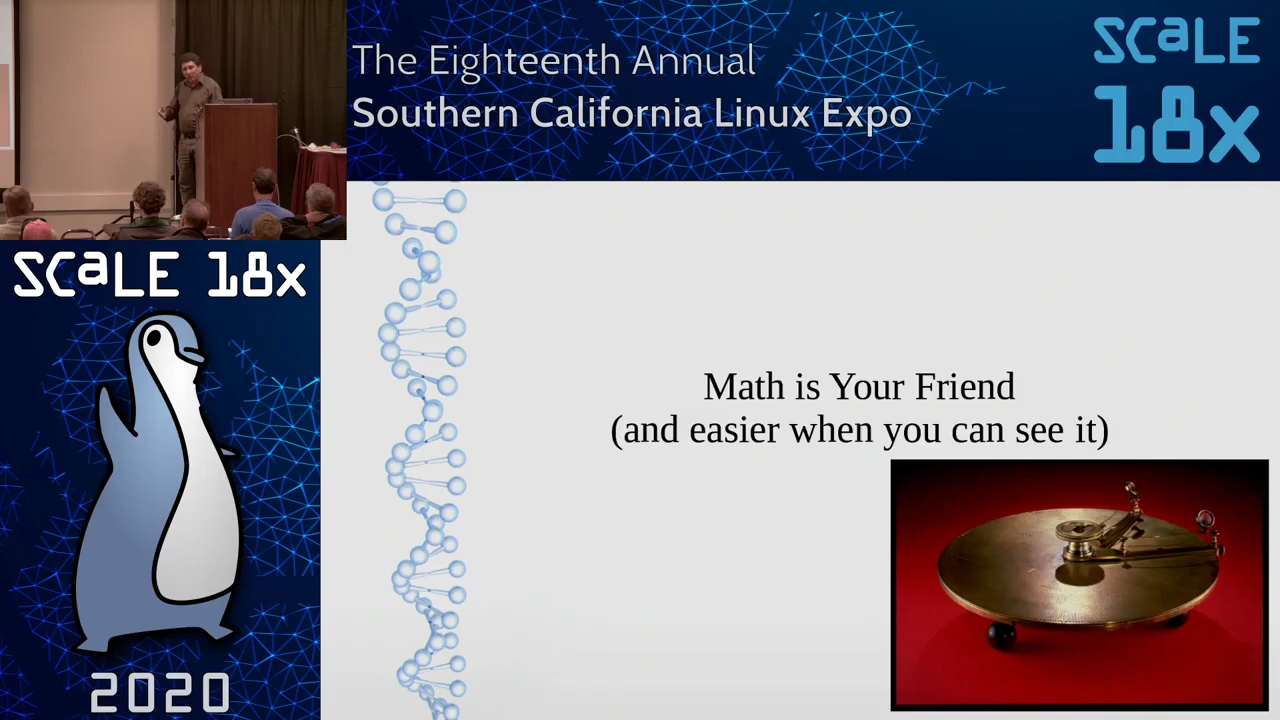 The Eighteenth Annual
Southern California Linux Expo
SCaLE
18x
SCaLE 18x
Math is Your Friend
(and easier when you can see it)
2020